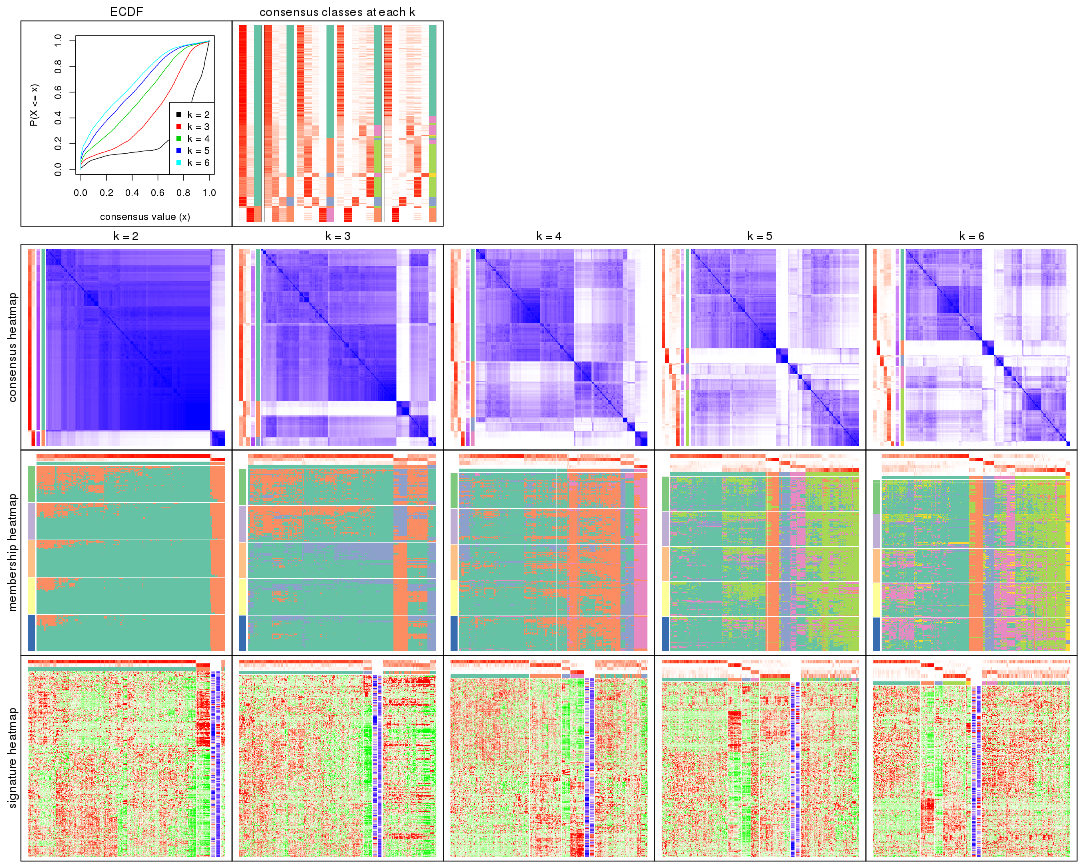 ECDF
consensus classes at each k
P(X <= x)
0.0
0.2
0.4
0.6
0.8
1.0
k = 2
k = 3
k = 4
k = 5
k = 6
0.0 0.2 0.4 0.6 0.8 1.0
consensus value (x)
k = 2
k = 3
k = 4
k = 5
k = 6
consensus heatmap
membership heatmap
signature heatmap